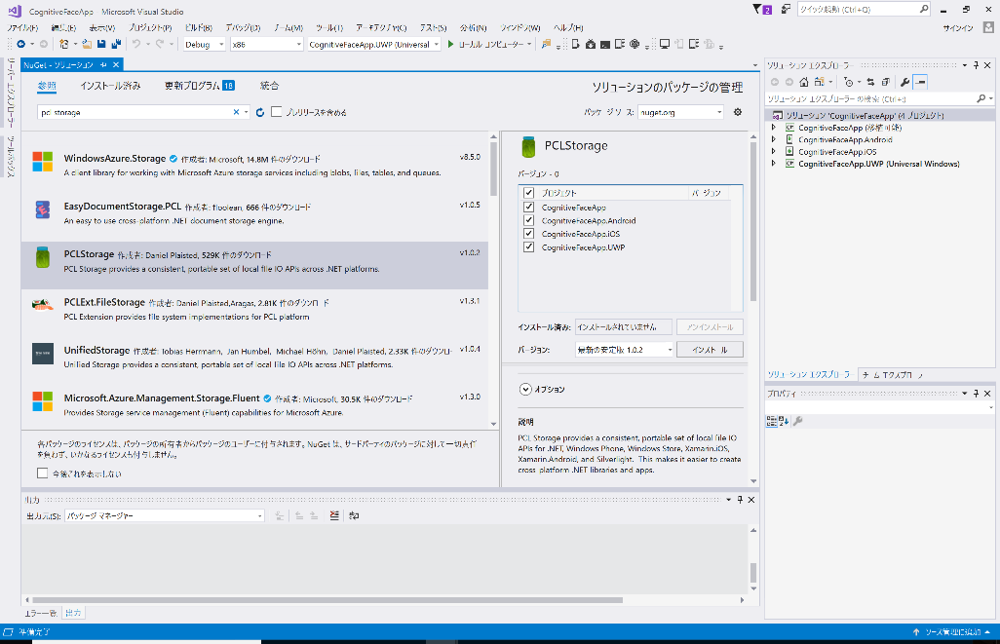 CognitiveFaceApp - Microsoft Visual Studio
2
クイック起動 (Ctrl+Q)
ファイル(F) 編集(E) 表示(V) プロジェクト(P) ビルド(B) デバッグ(D) チーム(M) ツール(T) アーキテクチャ(C) テスト(S) 分析(N) ウィンドウ(W) ヘルプ(H)
サインイン
Debug x86 CognitiveFaceApp.UWP (Universal ローカル コンピューター
サーバー エクスプローラー
ツールボックス
NuGet - ソリューション
参照 インストール済み 更新プログラム 18 統合
ソリューションのパッケージの管理
pcl storage
プレリリースを含める
パッケージ ソース: nuget.org
WindowsAzure.Storage 作成者: Microsoft, 14.8M 件のダウンロード v8.5.0
A client library for working with Microsoft Azure storage services including blobs, files, tables, and queues.
EasyDocumentStorage.PCL 作成者: floolean, 666 件のダウンロード v1.0.5
An easy to use cross-platform .NET document storage engine.
PCLStorage 作成者: Daniel Plaisted, 529K 件のダウンロード v1.0.2
PCL Storage provides a consistent, portable set of local file IO APIs across .NET platforms.
PCLExt.FileStorage 作成者: Daniel Plaisted,Aragas, 2.81K 件のダウンロード v1.3.1
PCL Extension provides file system implementations for PCL platform
UnifiedStorage 作成者: Tobias Herrmann, Jan Humbel, Michael Höhn, Daniel Plaisted, 2.33K 件のダウンロー v1.0.4
Unified Storage provides a consistent, portable set of local file IO APIs across .NET platforms.
Microsoft.Azure.Management.Storage.Fluent 作成者: Microsoft, 30.5K 件のダウンロード v1.3.0
Provides Storage service management (Fluent) capabilities for Microsoft Azure.
各パッケージのライセンスは、パッケージの所有者からパッケージのユーザーに付与されます。NuGet は、サードパーティのパッケージに対して一切責任
を負わず、いかなるライセンスも付与しません。
今後これを表示しない
PCLStorage
バージョン - 0
プロジェクト バージョン
CognitiveFaceApp
CognitiveFaceApp.Android
CognitiveFaceApp.iOS
CognitiveFaceApp.UWP
インストール済み: インストールされていません アンインストール
バージョン: 最新の安定版 1.0.2 インストール
オプション
説明
PCL Storage provides a consistent, portable set of local file IO
APIs for .NET, Windows Phone, Windows Store, Xamarin.iOS,
Xamarin.Android, and Silverlight. This makes it easier to create
cross-platform .NET libraries and apps.
ソリューション エクスプローラー
ソリューション エクスプローラー の検索 (Ctrl+;)
ソリューション 'CognitiveFaceApp' (4 プロジェクト)
CognitiveFaceApp (移植可能)
CognitiveFaceApp.Android
CognitiveFaceApp.iOS
CognitiveFaceApp.UWP (Universal Windows)
ソリューション エクスプローラー チーム エクスプローラー
プロパティ
出力
出力元(S): パッケージ マネージャー
エラー一覧 出力
準備完了
ソース管理に追加